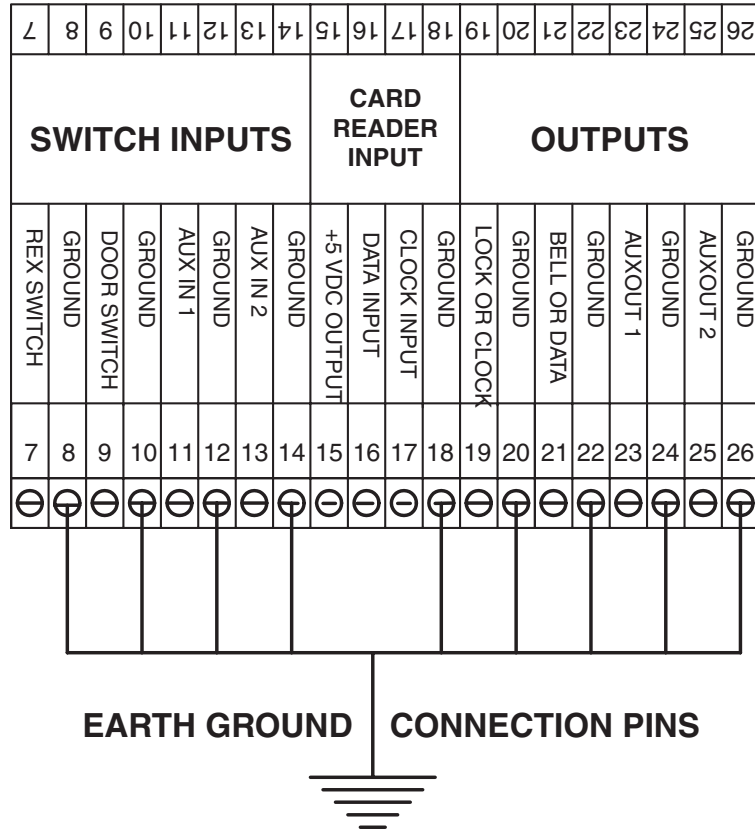 7 8 9 10 11 12 13 14 15 16 17 18 19 20 21 22 23 24 25 26
SWITCH INPUTS
CARD
READER
INPUT
OUTPUTS
REX SWITCH
GROUND
DOOR SWITCH
GROUND
AUX IN 1
GROUND
AUX IN 2
GROUND
+5 VDC OUTPUT
DATA INPUT
CLOCK INPUT
GROUND
LOCK OR CLOCK
GROUND
BELL OR DATA
GROUND
AUXOUT 1
GROUND
AUXOUT 2
GROUND
7 8 9 10 11 12 13 14 15 16 17 18 19 20 21 22 23 24 25 26
EARTH GROUND CONNECTION PINS